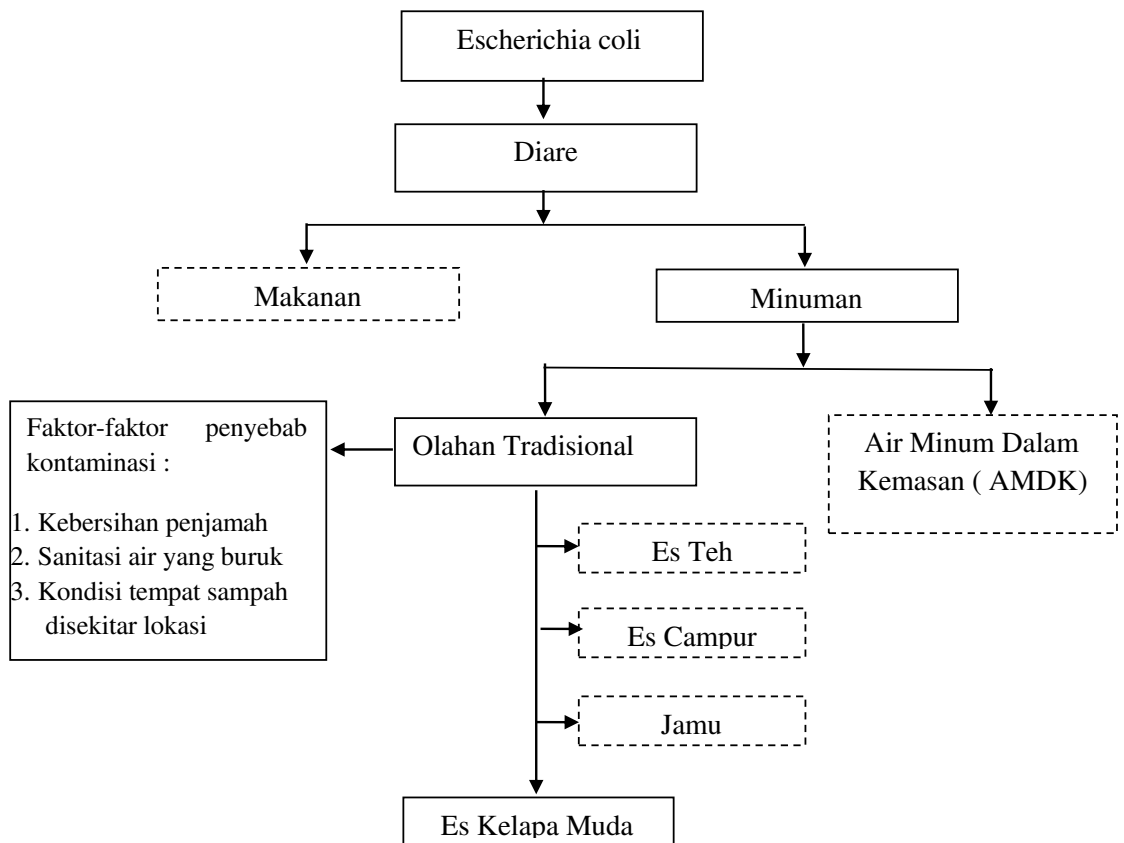 Escherichia coli
Diare
Makanan
Minuman
Faktor-faktor penyebab
kontaminasi :
1. Kebersihan penjamah
2. Sanitasi air yang buruk
3. Kondisi tempat sampah
disekitar lokasi
Olahan Tradisional
Air Minum Dalam
Kemasan ( AMDK)
Es Teh
Es Campur
Jamu
Es Kelapa Muda